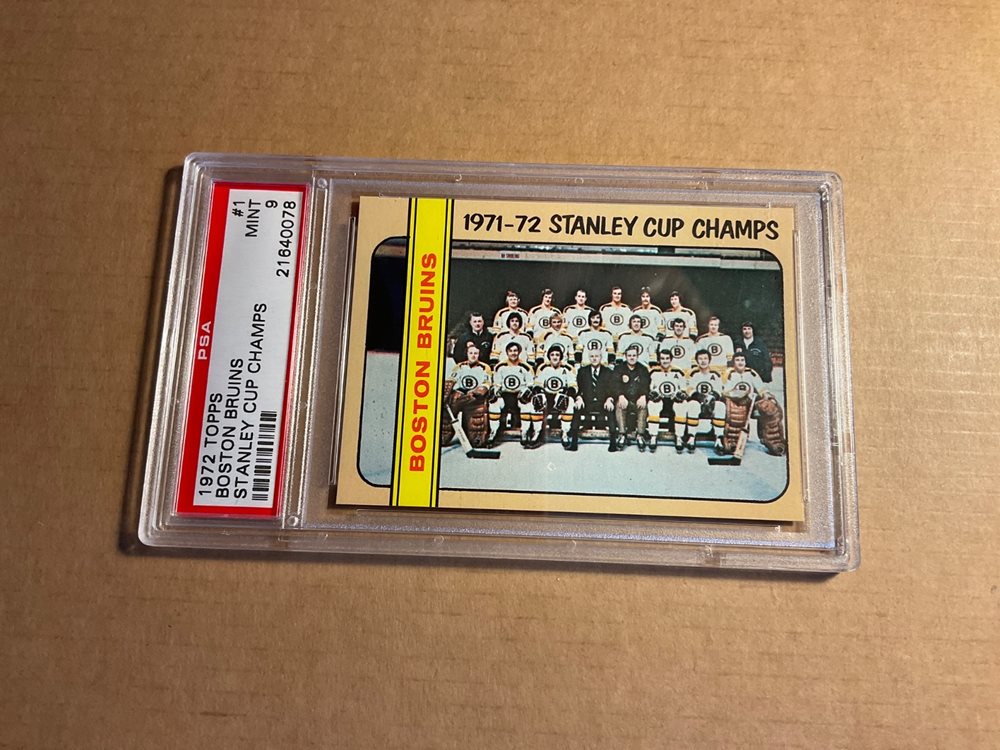 1972 TOPPS #1
BOSTON BRUINS MINT 9
STANLEY CUP CHAMPS
21640078
PSA
1971-72 STANLEY CUP CHAMPS
BOSTON BRUINS